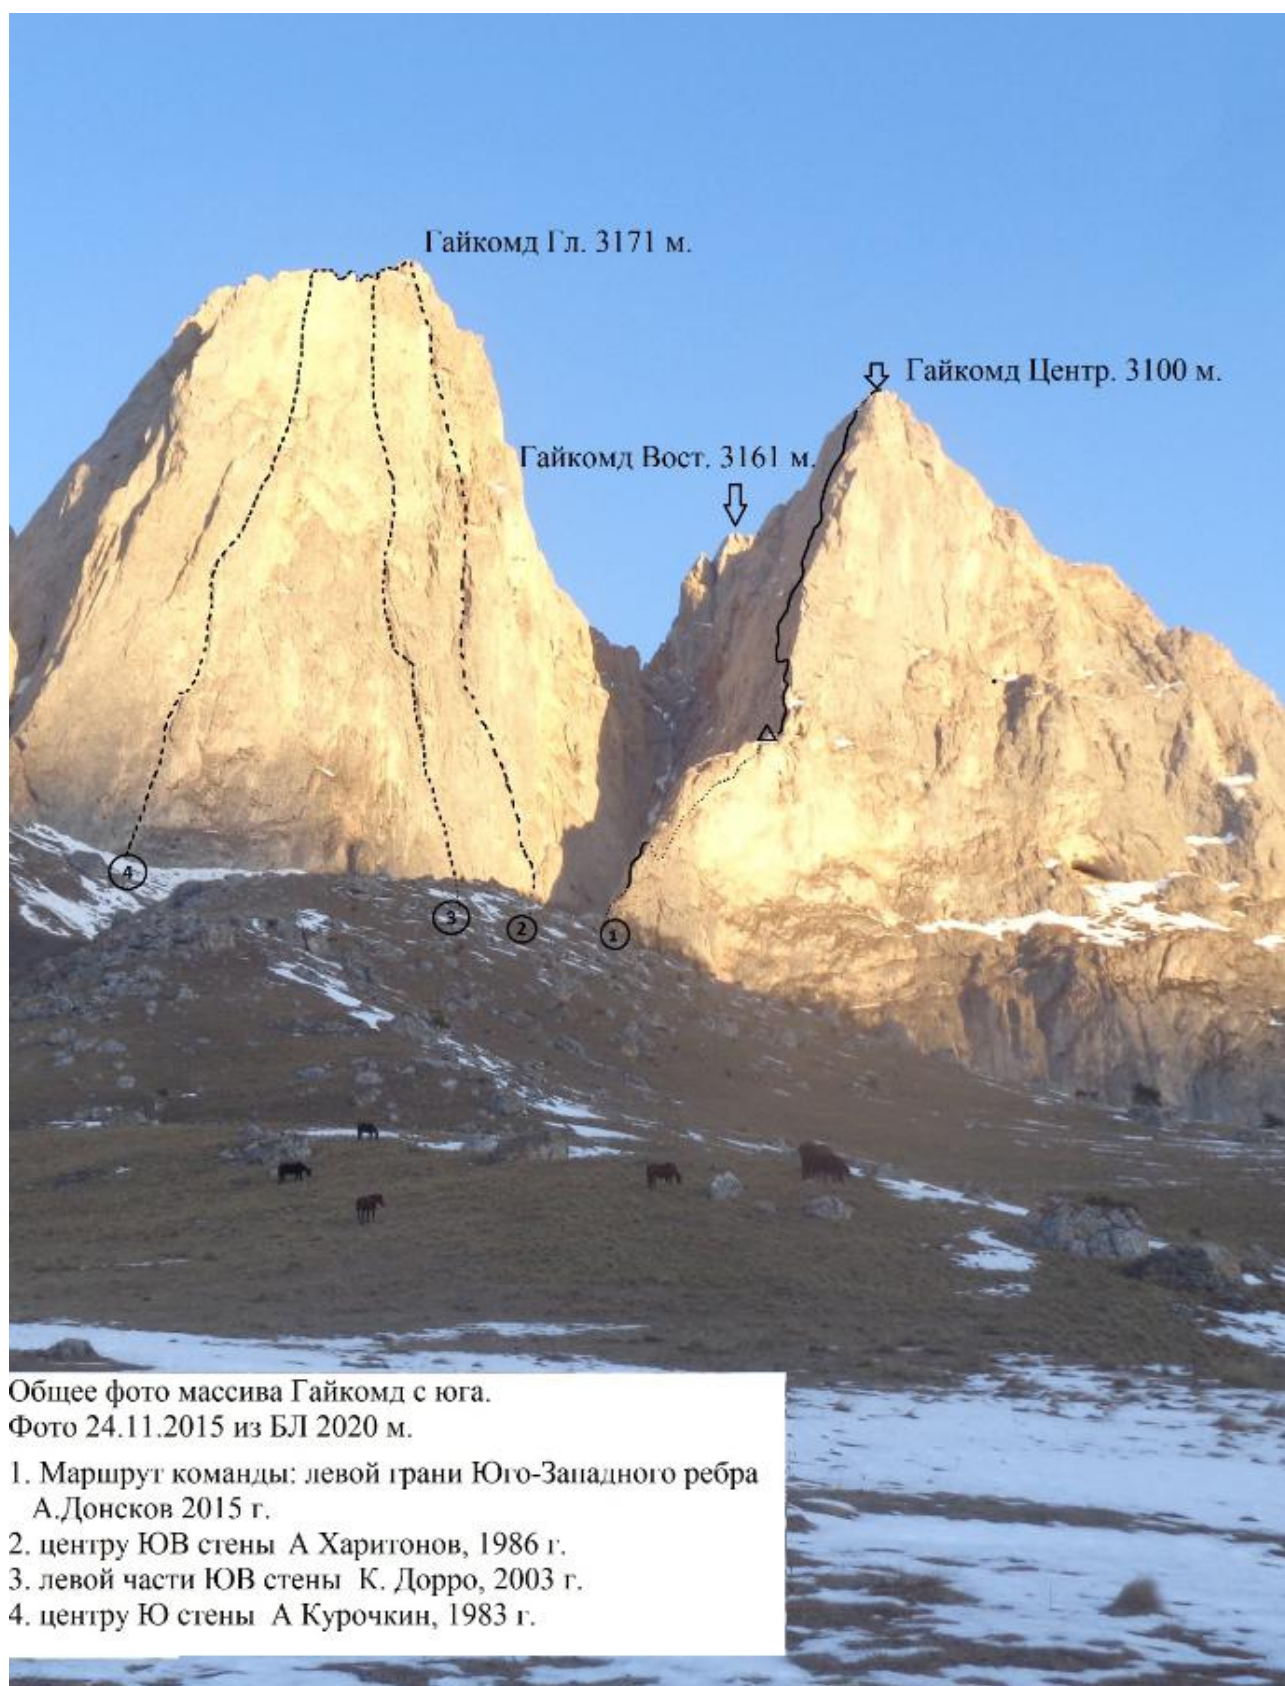 Гайкомд Гл. 3171 м.
Гайкомд Центр. 3100 м.
Гайкомд Вост. 3161 м.
4
3
2
1
Общее фото массива Гайкомд с юга.
Фото 24.11.2015 из БЛ 2020 м.
1. Маршрут команды: левой грани Юго-Западного ребра
А.Донсков 2015 г.
2. центру ЮВ стены А Харитонов, 1986 г.
3. левой части ЮВ стены К. Дорро, 2003 г.
4. центру Ю стены А Курочкин, 1983 г.